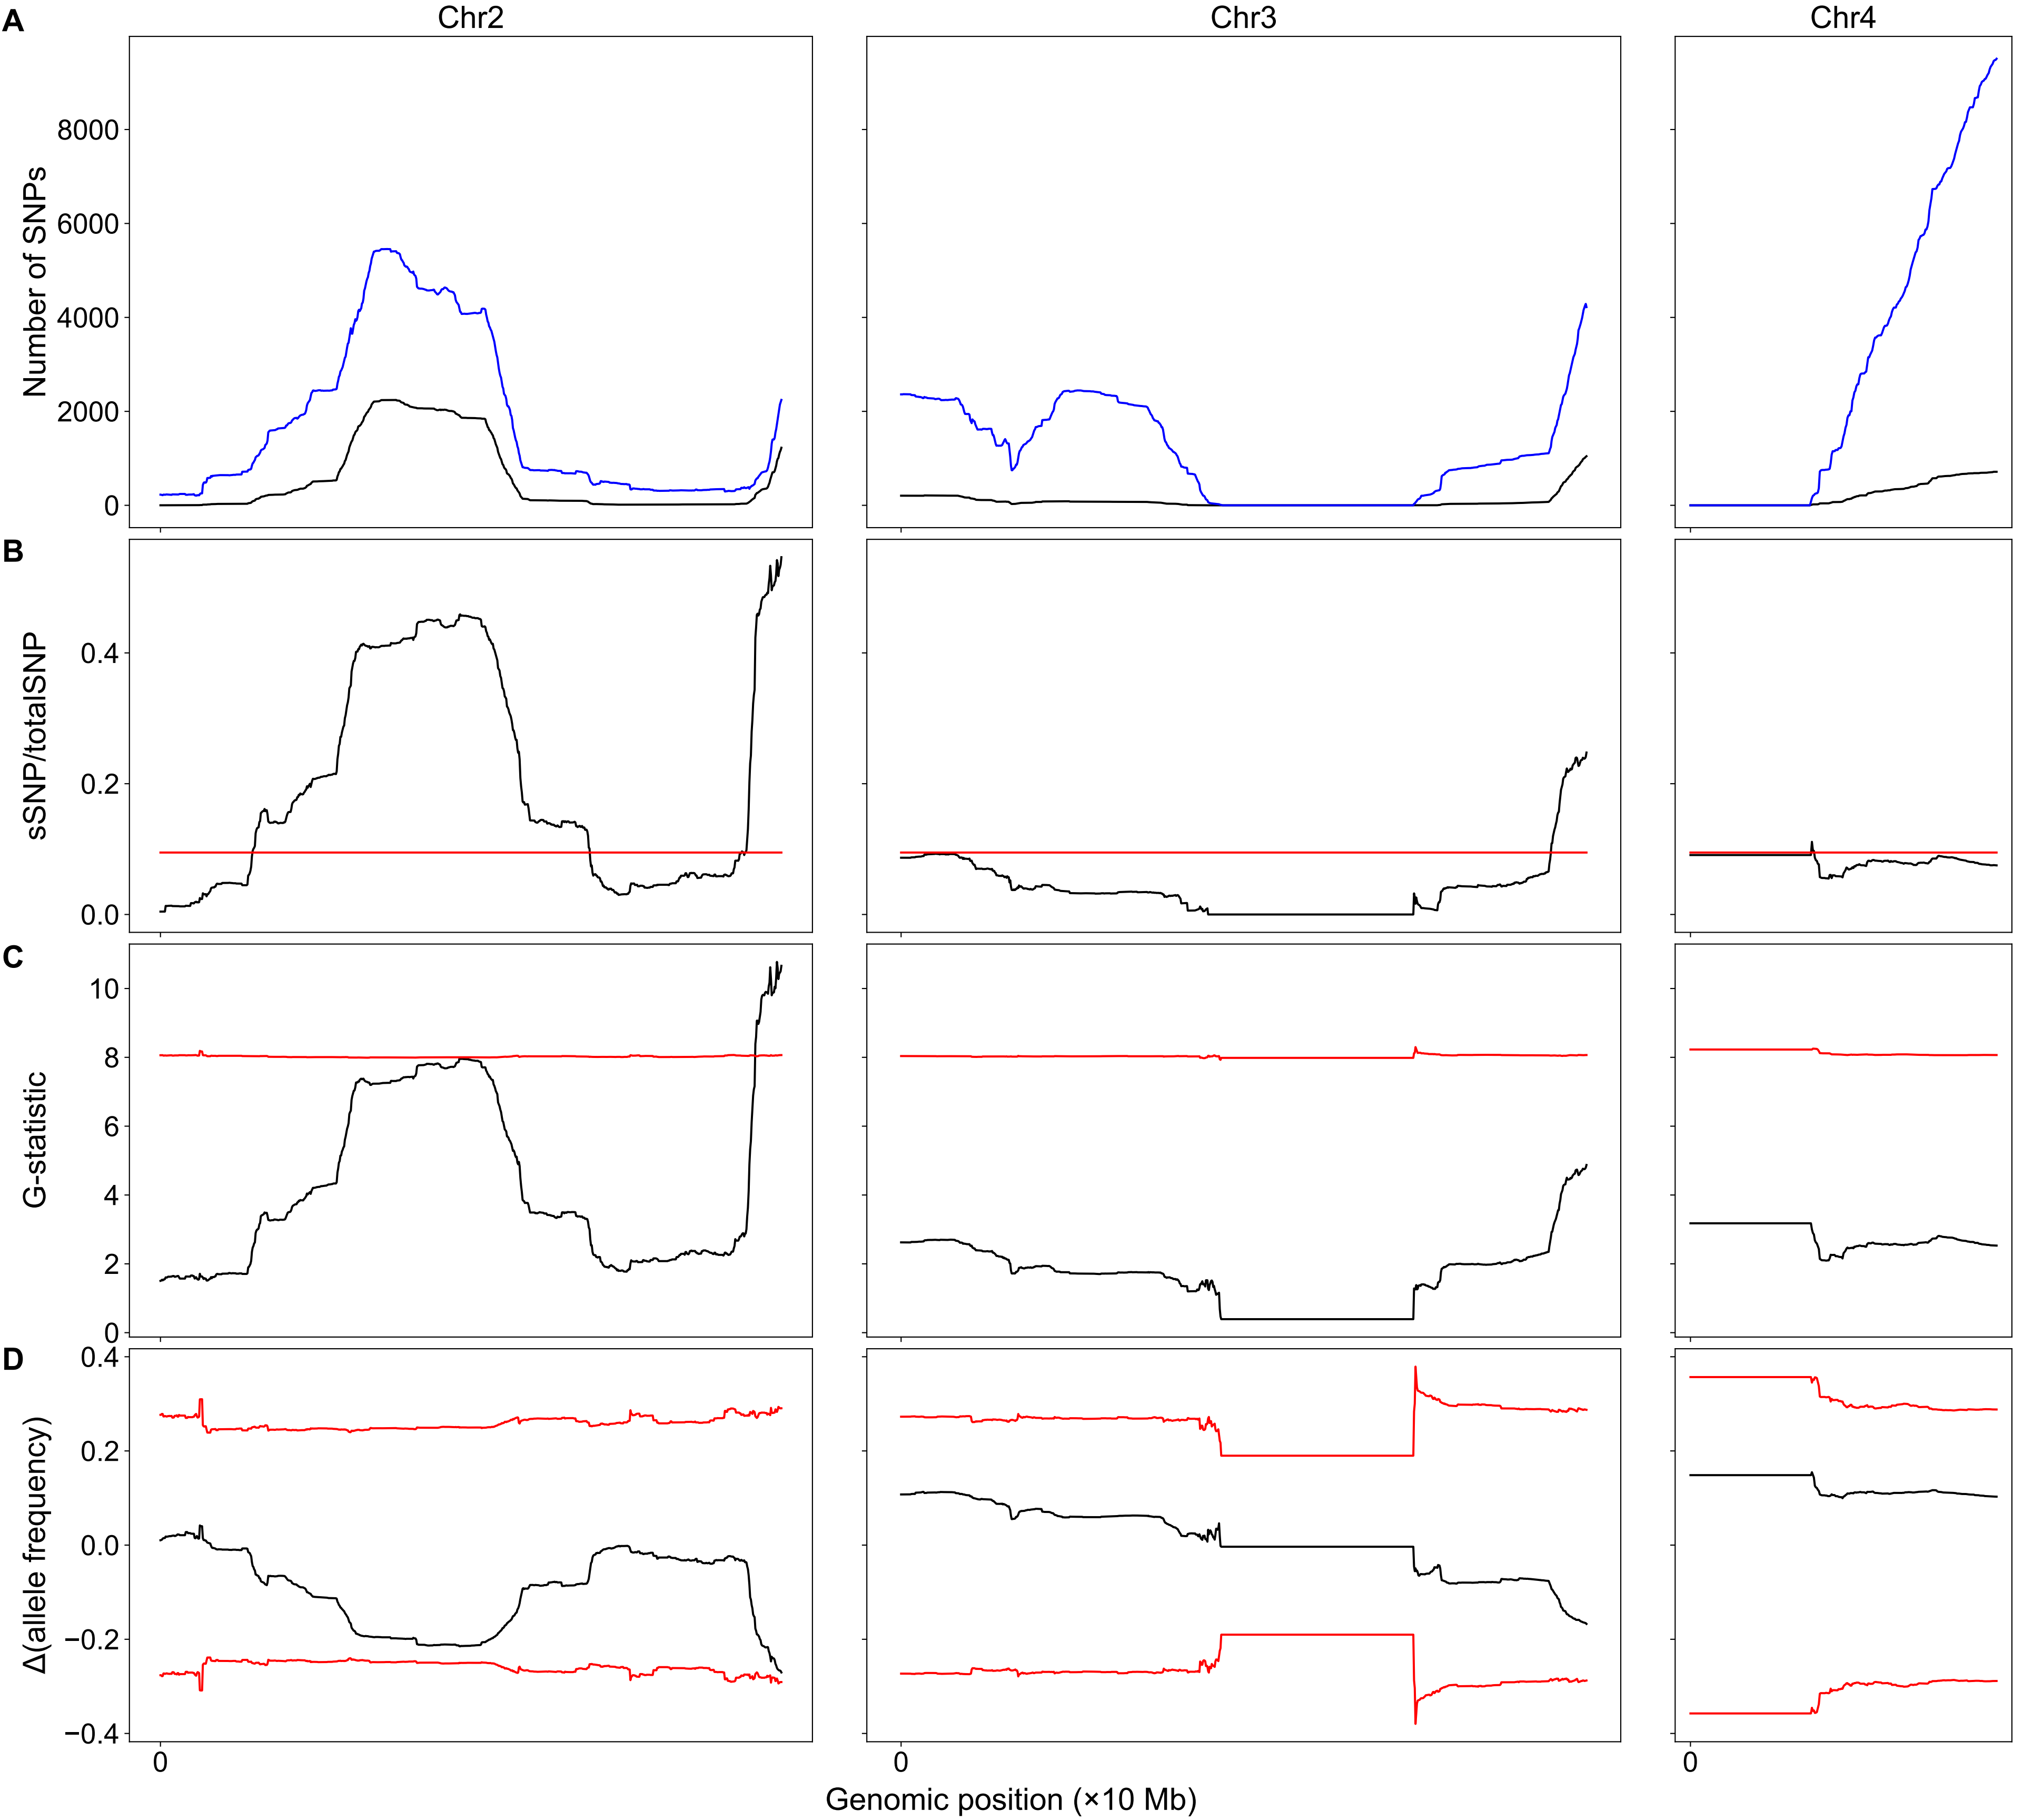 A
Chr2
Chr3
Chr4
Number of SNPs
8000
6000
4000
2000
0
B
sSNP/totalSNP
0.4
0.2
0.0
C
G-statistic
10
8
6
4
2
0
D
Δ(allele frequency)
0.4
0.2
0.0
−0.2
−0.4
0
0
0
Genomic position (×10 Mb)